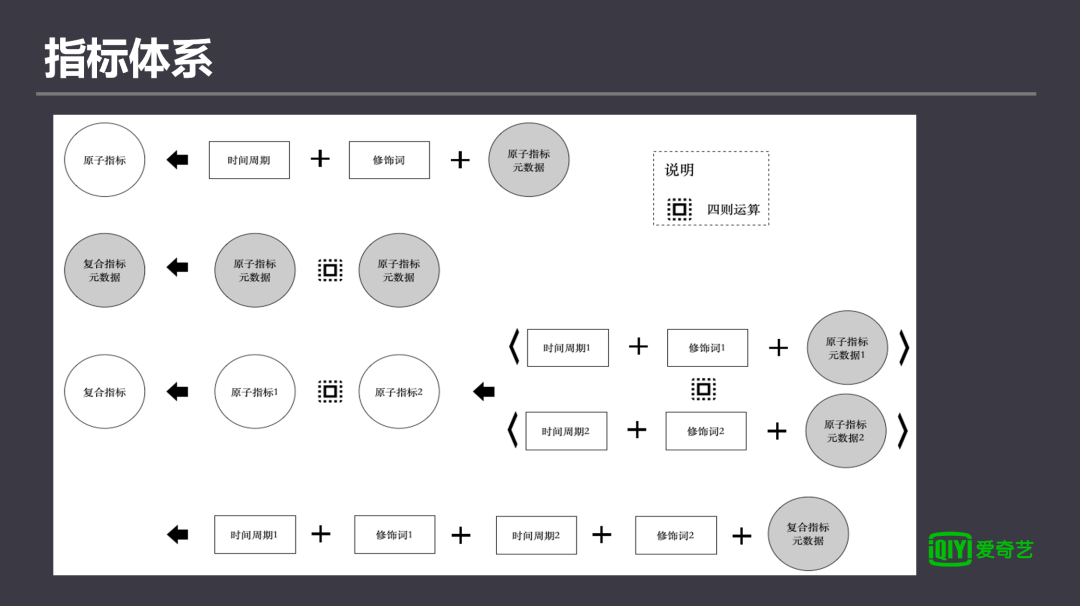 指标体系
原子指标
时间周期
修饰词
原子指标
元数据
说明
四则运算
复合指标
元数据
原子指标
元数据
原子指标
元数据
时间周期1
修饰词1
原子指标
元数据1
复合指标
原子指标1
原子指标2
时间周期2
修饰词2
原子指标
元数据2
时间周期1
修饰词1
时间周期2
修饰词2
复合指标
元数据
iQIYI 爱奇艺